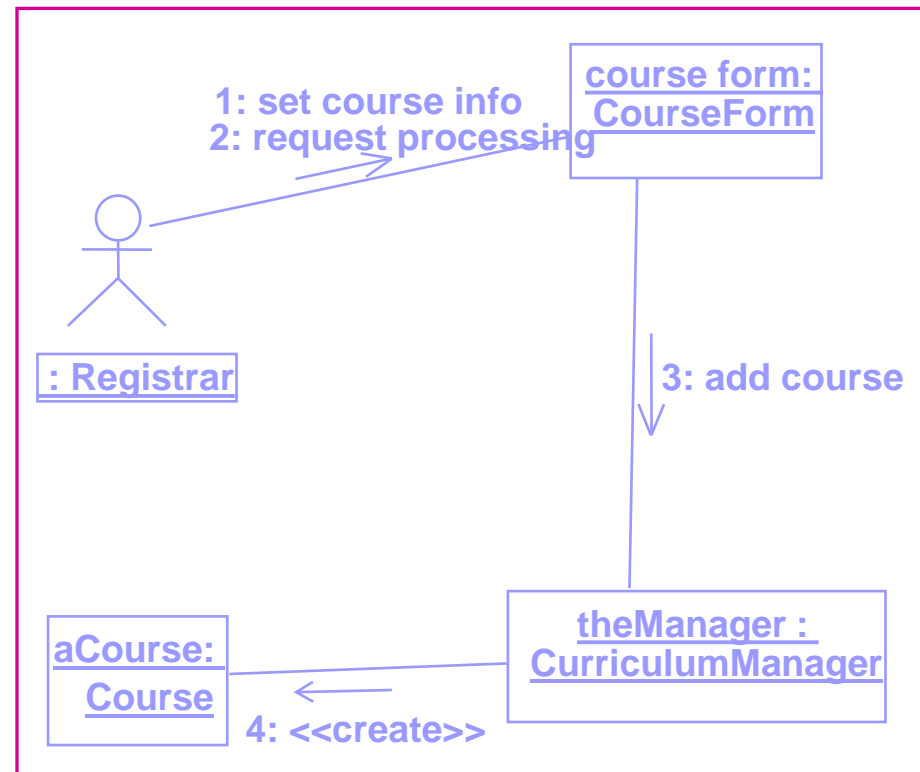 course form:
CourseForm
1: set course info
2: request processing
: Registrar
3: add course
theManager :
CurriculumManager
aCourse:
Course
4: <<create>>